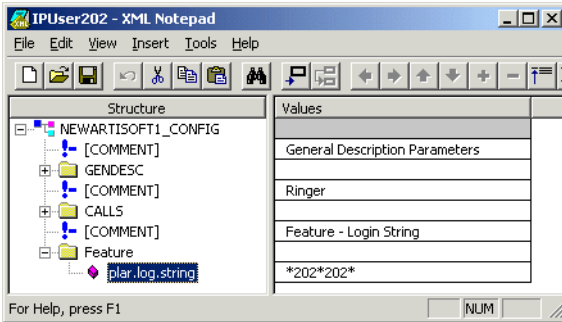 IPUser202 - XML Notepad
File Edit View Insert Tools Help
Structure Values
NEWARTISOFT1_CONFIG
[COMMENT] General Description Parameters
GENDESC
[COMMENT] Ringer
CALLS
[COMMENT] Feature - Login String
Feature
plar.log.string *202*202*
For Help, press F1 NUM